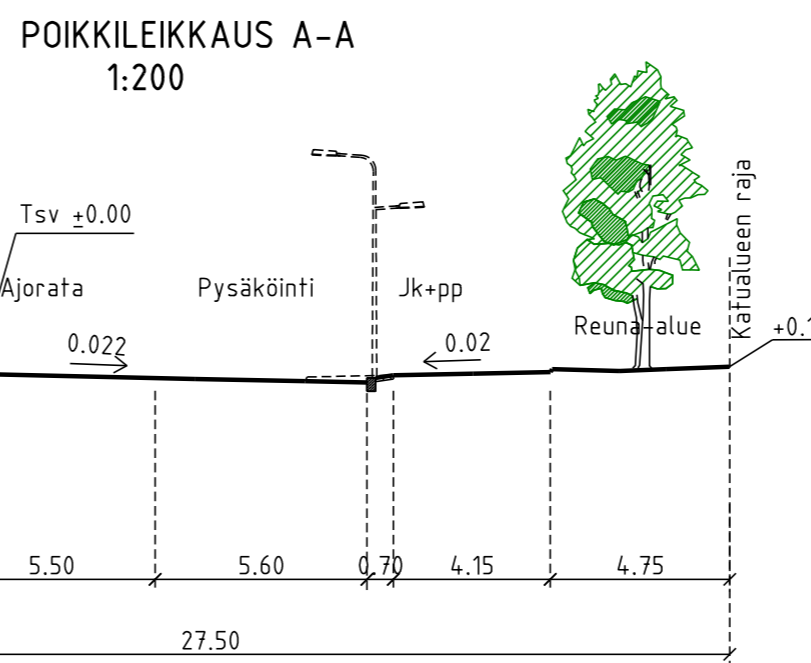 POIKKILEIKKAUS A-A
1:200
Tsv ±0.00
Ajorata
Pysäköinti
Jk+pp
Reuna-alue
Katualueen raja
0.022
0.02
5.50
5.60
0.70
4.15
4.75
27.50